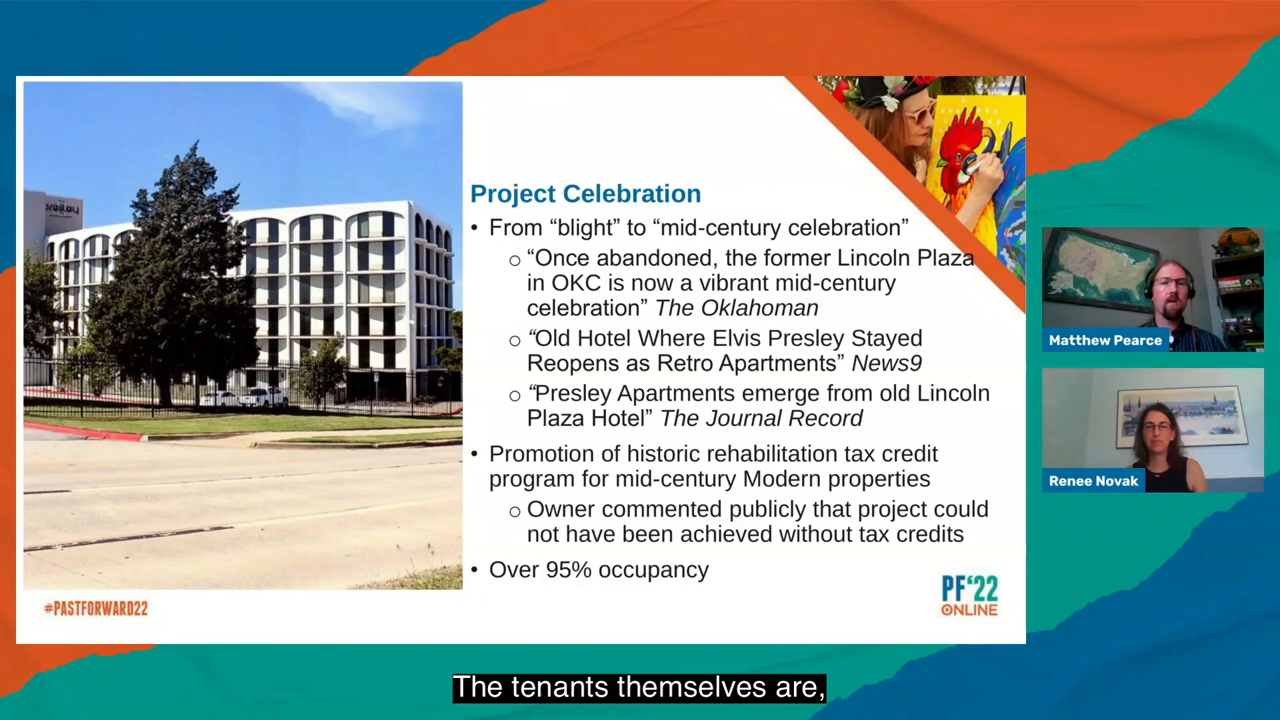 presley
Project Celebration
• From “blight” to “mid-century celebration”
o “Once abandoned, the former Lincoln Plaza
in OKC is now a vibrant mid-century
celebration” The Oklahoman
o “Old Hotel Where Elvis Presley Stayed
Reopens as Retro Apartments” News9
o “Presley Apartments emerge from old Lincoln
Plaza Hotel” The Journal Record
• Promotion of historic rehabilitation tax credit
program for mid-century Modern properties
o Owner commented publicly that project could
not have been achieved without tax credits
• Over 95% occupancy
#PASTFORWARD22
PF‘22
ONLINE
Matthew Pearce
Renee Novak
The tenants themselves are,